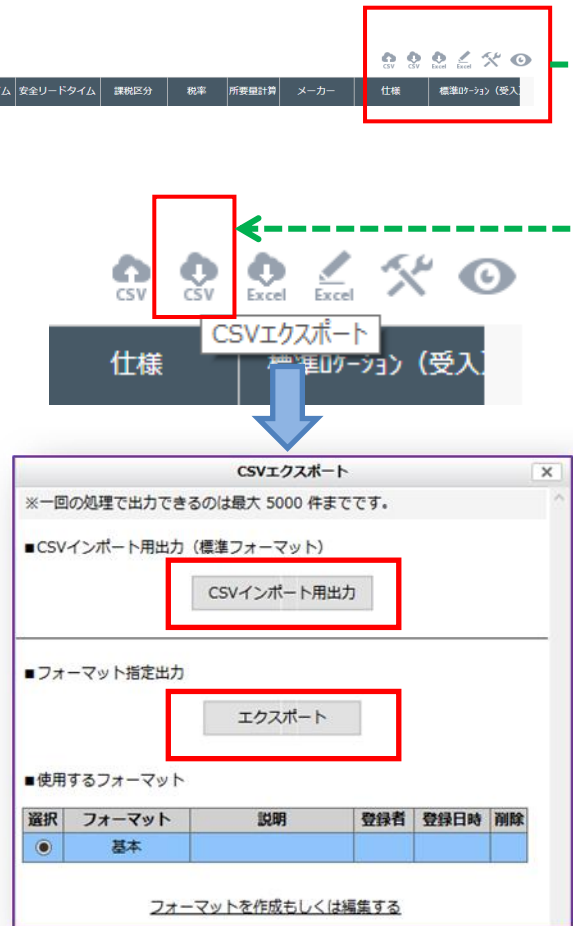 CSV CSV Excel Excel
ム 安全リードタイム 課税区分 税率 所要量計算 メーカー 仕様 標準ロケーション（受入
CSV CSV Excel Excel
CSVエクスポート
仕様 標準ロケーション（受入）
CSVエクスポート ×
※一回の処理で出力できるのは最大 5000 件までです。
■CSVインポート用出力（標準フォーマット）
CSVインポート用出力
■フォーマット指定出力
エクスポート
■使用するフォーマット
選択 フォーマット 説明 登録者 登録日時 削除
基本
フォーマットを作成もしくは編集する